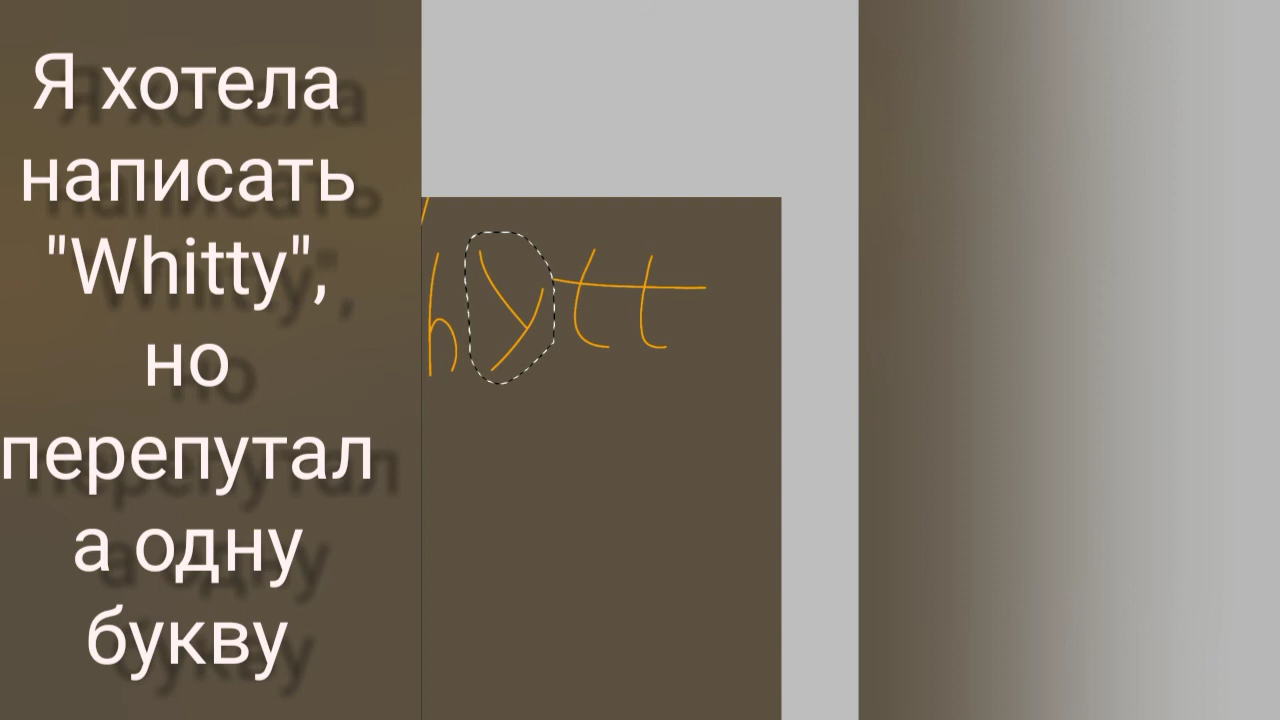 Я хотела
написать
"Whitty",
но
перепутал
а одну
букву
hytt